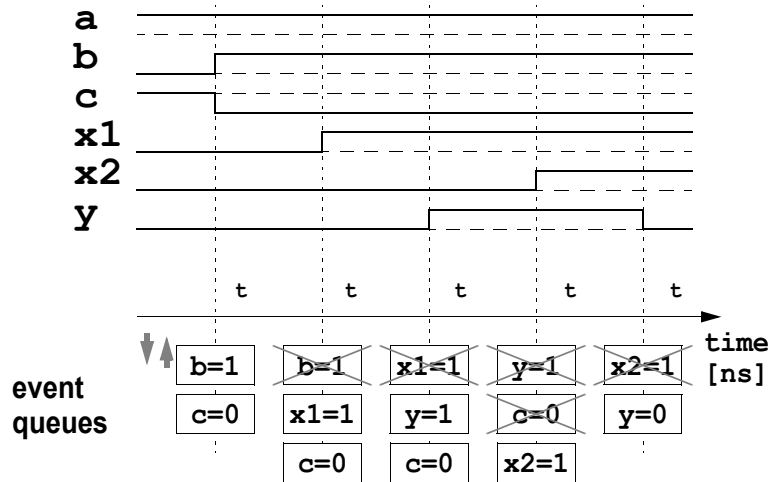 a
b
c
x1
x2
y
t t t t t
time
[ns]
b=1 b=1 x1=1 y=1 x2=1
event
queues
c=0 x1=1 y=1 c=0 y=0
c=0 c=0 x2=1